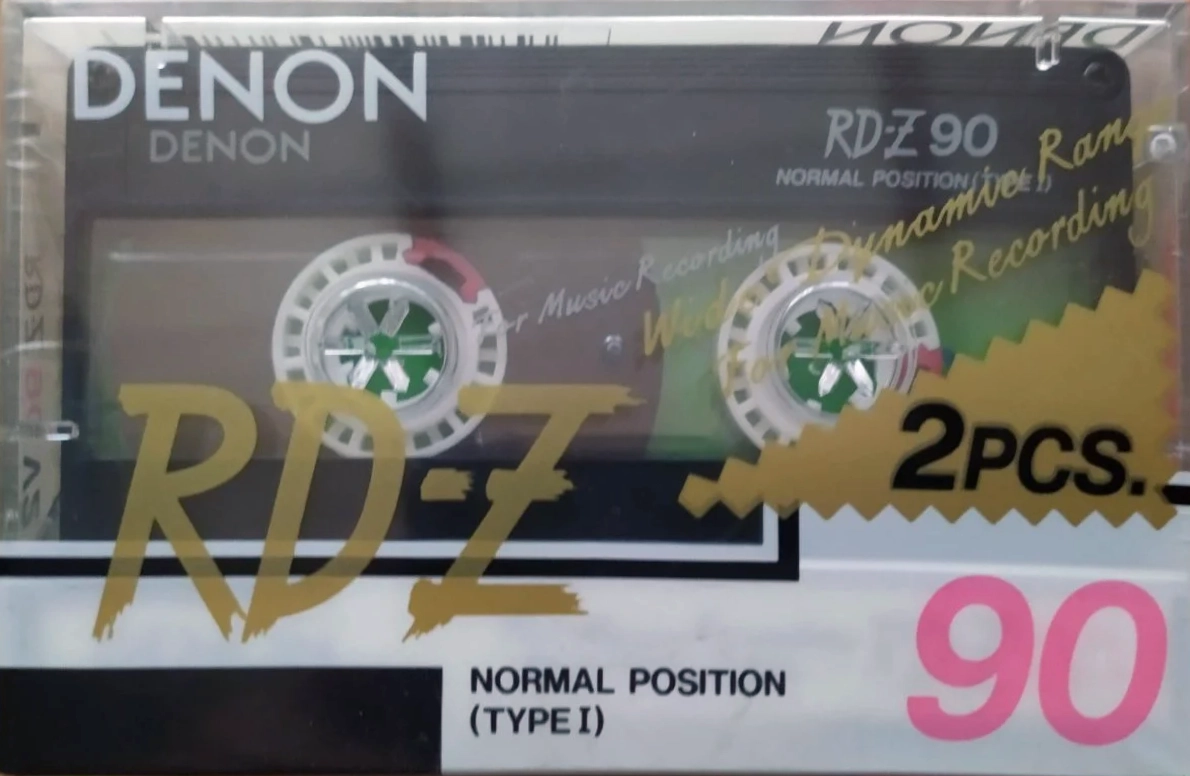 DENON
DENON
DENON
RD-Z 90
NORMAL POSITION (TYPE I)
For Music Recording
Wide Dynamic Range
For Music Recording
2PCS.
RD-Z
90
NORMAL POSITION
(TYPE I)